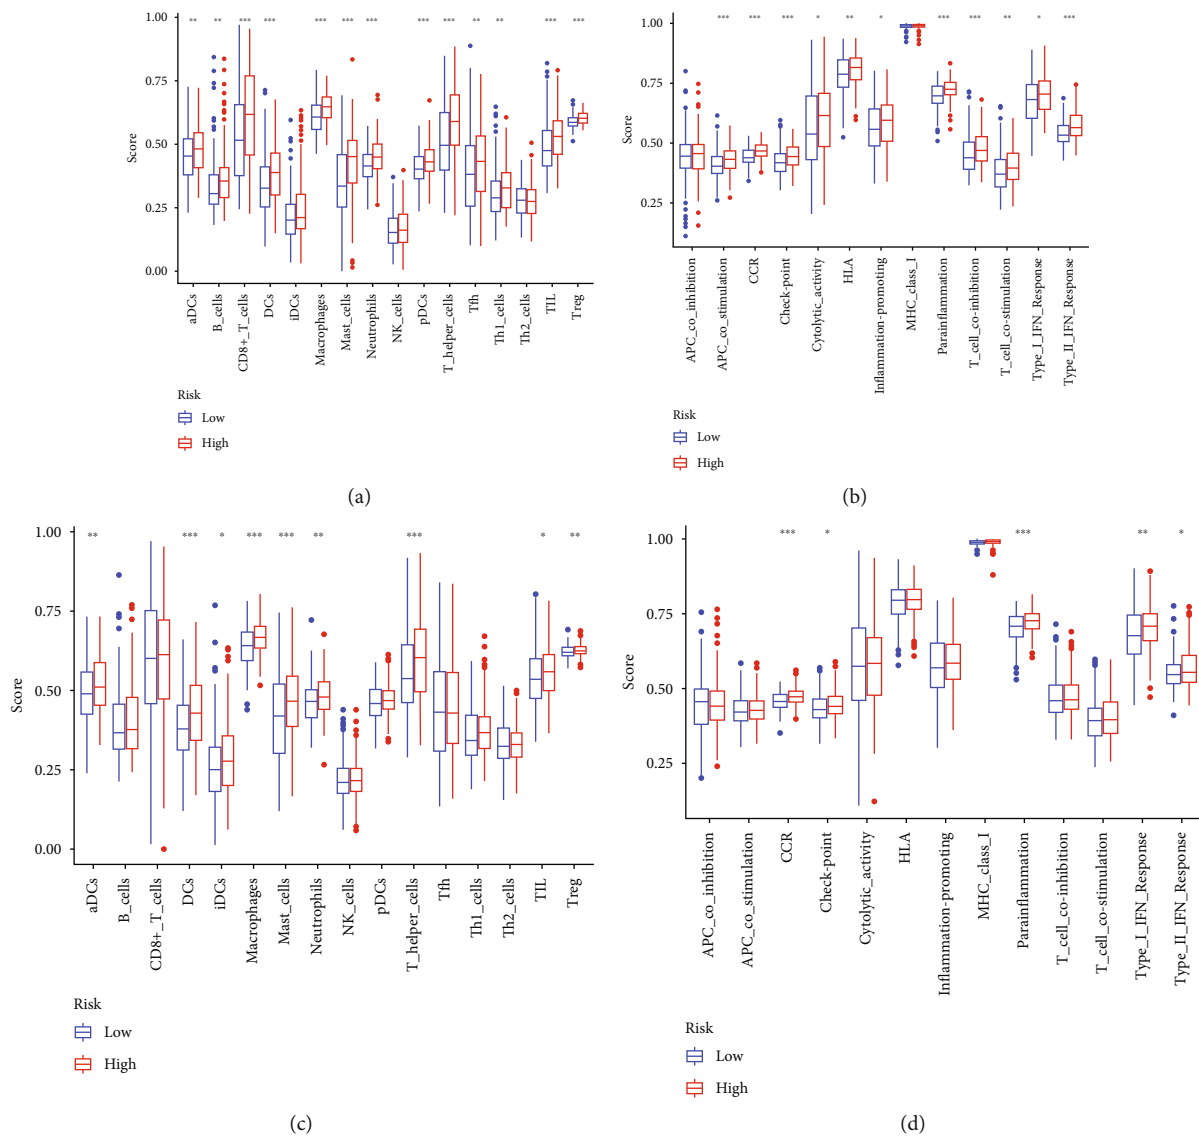 ** ** *** *** *** *** *** *** *** ** ** *** ***
Score
1.00
0.75
0.50
0.25
0.00
aDCs
B_cells
CD8+_T_cells
DCs
iDCs
Macrophages
Mast_cells
Neutrophils
NK_cells
pDCs
T_helper_cells
Tfh
Th1_cells
Th2_cells
TIL
Treg
Risk
Low
High
(a)
*** *** *** * ** * *** *** ** * ***
Score
1.00
0.75
0.50
0.25
APC_co_inhibition
APC_co_stimulation
CCR
Check-point
Cytolytic_activity
HLA
Inflammation-promoting
MHC_class_I
Parainflammation
T_cell_co-inhibition
T_cell_co-stimulation
Type_I_IFN_Response
Type_II_IFN_Response
Risk
Low
High
(b)
** *** * *** *** ** *** * **
Score
1.00
0.75
0.50
0.25
0.00
aDCs
B_cells
CD8+_T_cells
DCs
iDCs
Macrophages
Mast_cells
Neutrophils
NK_cells
pDCs
T_helper_cells
Tfh
Th1_cells
Th2_cells
TIL
Treg
Risk
Low
High
(c)
*** * *** ** *
Score
1.00
0.75
0.50
0.25
APC_co_inhibition
APC_co_stimulation
CCR
Check-point
Cytolytic_activity
HLA
Inflammation-promoting
MHC_class_I
Parainflammation
T_cell_co-inhibition
T_cell_co-stimulation
Type_I_IFN_Response
Type_II_IFN_Response
Risk
Low
High
(d)